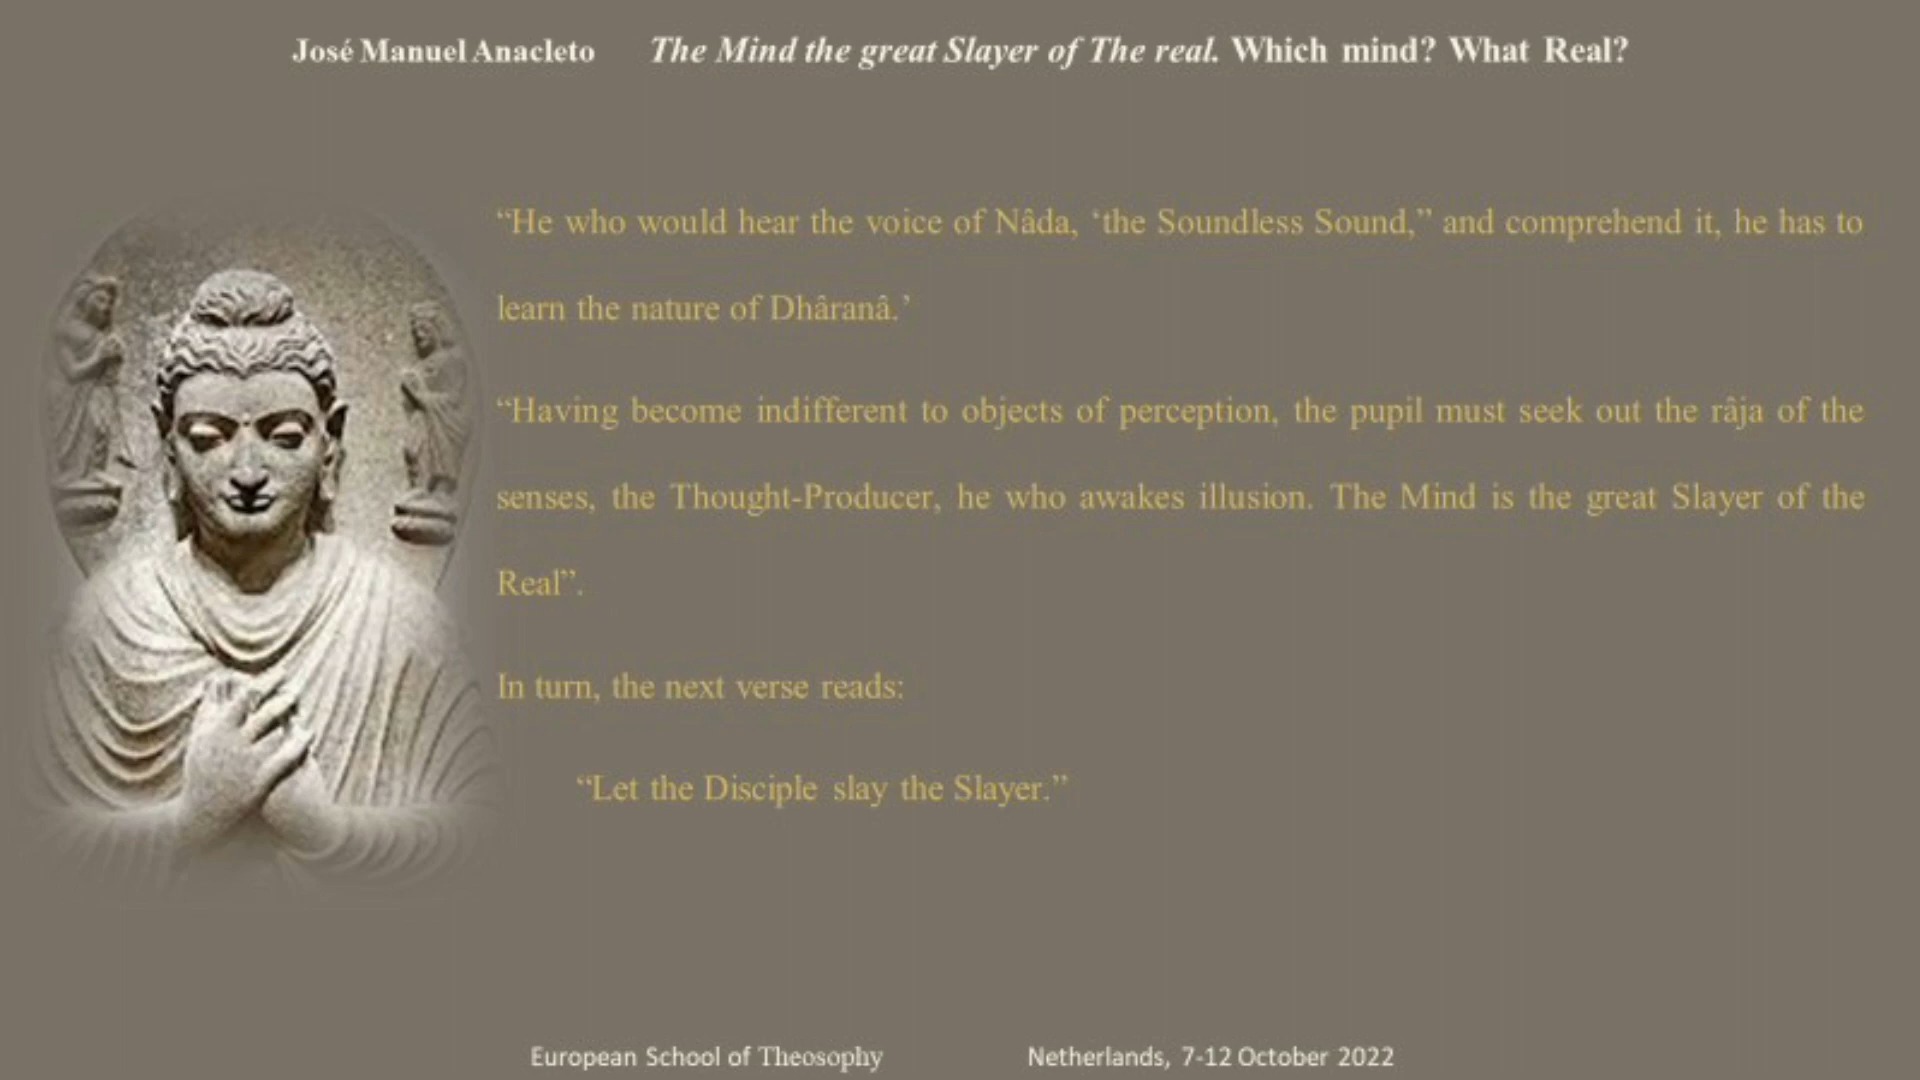 José Manuel Anacleto The Mind the great Slayer of The real. Which mind? What Real?
“He who would hear the voice of Nâda, ‘the Soundless Sound,” and comprehend it, he has to
learn the nature of Dhâranâ.’
“Having become indifferent to objects of perception, the pupil must seek out the râja of the
senses, the Thought-Producer, he who awakes illusion. The Mind is the great Slayer of the
Real”.
In turn, the next verse reads:
“Let the Disciple slay the Slayer.”
European School of Theosophy Netherlands, 7-12 October 2022